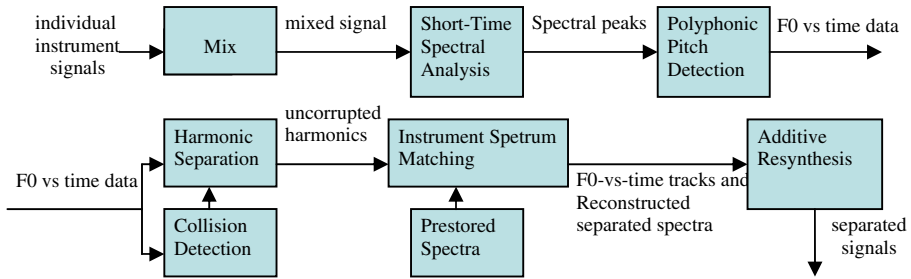 individual
instrument
signals
Mix
mixed signal
Short-Time
Spectral
Analysis
Spectral peaks
Polyphonic
Pitch
Detection
F0 vs time data
F0 vs time data
Harmonic
Separation
Collision
Detection
uncorrupted
harmonics
Instrument Spetrum
Matching
Prestored
Spectra
F0-vs-time tracks and
Reconstructed
separated spectra
Additive
Resynthesis
separated
signals